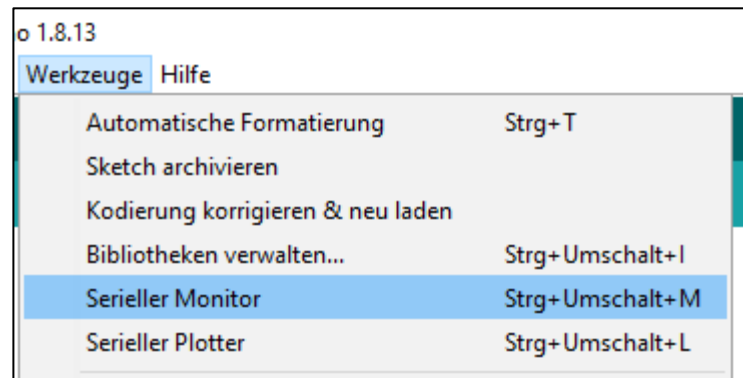 o 1.8.13
Werkzeuge Hilfe
Automatische Formatierung Strg+T
Sketch archivieren
Kodierung korrigieren & neu laden
Bibliotheken verwalten... Strg+Umschalt+I
Serieller Monitor Strg+Umschalt+M
Serieller Plotter Strg+Umschalt+L